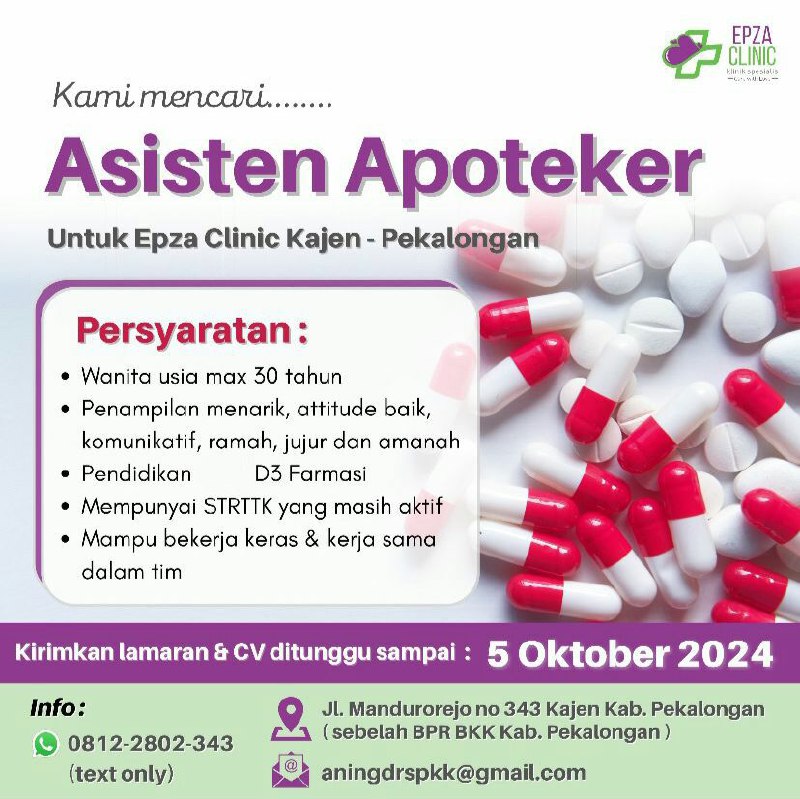 EPZA
CLINIC
klinik spesialis
Kami mencari........
Asisten Apoteker
Untuk Epza Clinic Kajen - Pekalongan
Persyaratan :
• Wanita usia max 30 tahun
• Penampilan menarik, attitude baik,
komunikatif, ramah, jujur dan amanah
• Pendidikan D3 Farmasi
• Mempunyai STRTTK yang masih aktif
• Mampu bekerja keras & kerja sama
dalam tim
Kirimkan lamaran & CV ditunggu sampai : 5 Oktober 2024
Info :
0812-2802-343
(text only)
Jl. Mandurorejo no 343 Kajen Kab. Pekalongan
( sebelah BPR BKK Kab. Pekalongan )
aningdrspkk@gmail.com